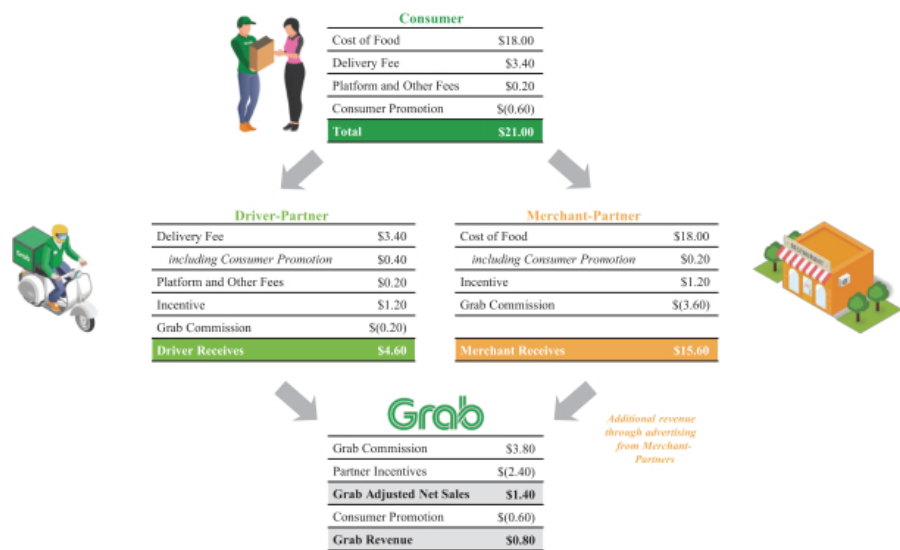 Consumer
Cost of Food $18.00
Delivery Fee $3.40
Platform and Other Fees $0.20
Consumer Promotion $(0.60)
Total $21.00
Driver-Partner
Delivery Fee $3.40
including Consumer Promotion $0.40
Platform and Other Fees $0.20
Incentive $1.20
Grab Commission $(0.20)
Driver Receives $4.60
Merchant-Partner
Cost of Food $18.00
including Consumer Promotion $0.20
Incentive $1.20
Grab Commission $(3.60)
Merchant Receives $15.60
Grab
RESTAURANT
Grab
Grab Commission $3.80
Partner Incentives $(2.40)
Grab Adjusted Net Sales $1.40
Consumer Promotion $(0.60)
Grab Revenue $0.80
Additional revenue
through advertising
from Merchant-
Partners